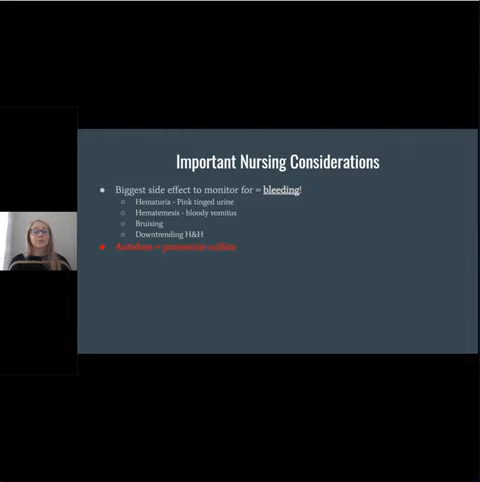 Important Nursing Considerations
● Biggest side effect to monitor for = bleeding!
○ Hematuria - Pink tinged urine
○ Hematemesis - bloody vomitus
○ Bruising
○ Downtrending H&H
● Antidote = protamine sulfate